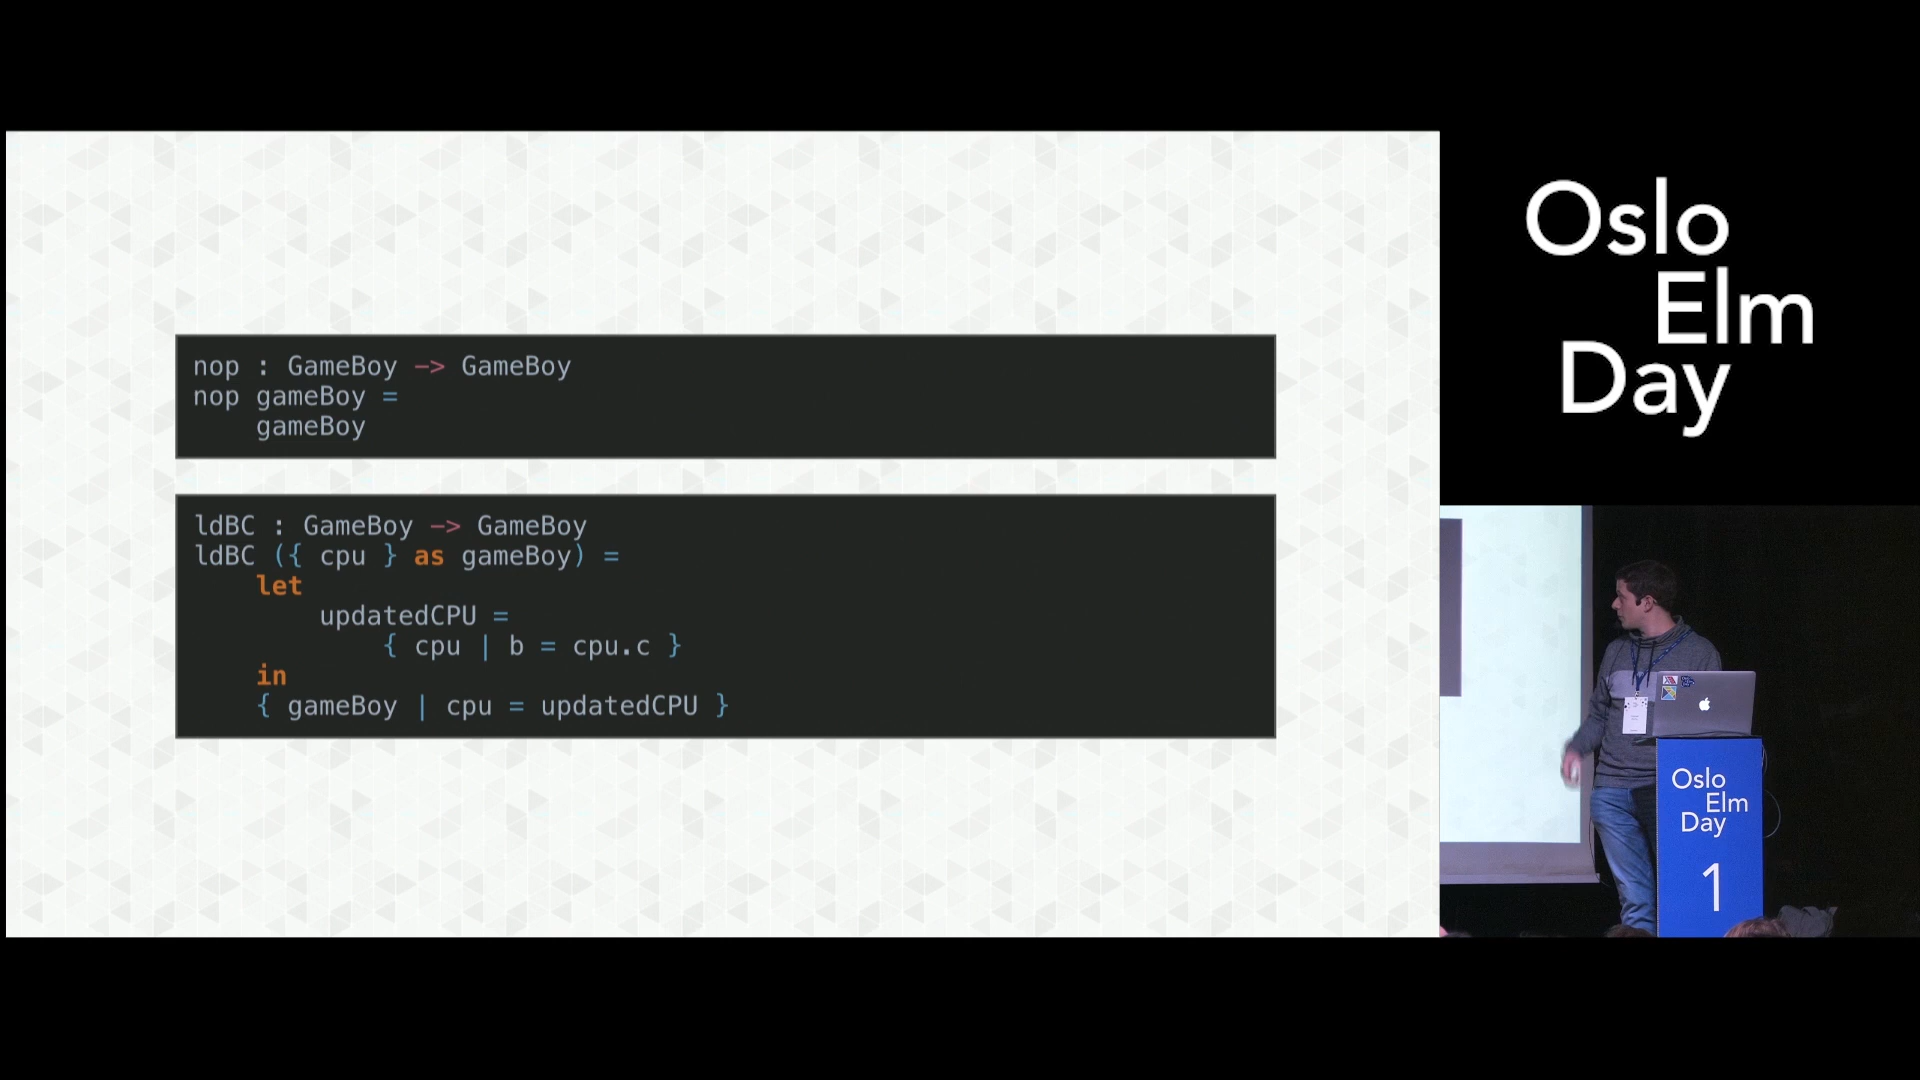 nop : GameBoy -> GameBoy
nop gameBoy =
    gameBoy
ldBC : GameBoy -> GameBoy
ldBC ({ cpu } as gameBoy) =
    let
        updatedCPU =
            { cpu | b = cpu.c }
    in
    { gameBoy | cpu = updatedCPU }
Oslo
Elm
Day
Oslo
Elm
Day
1